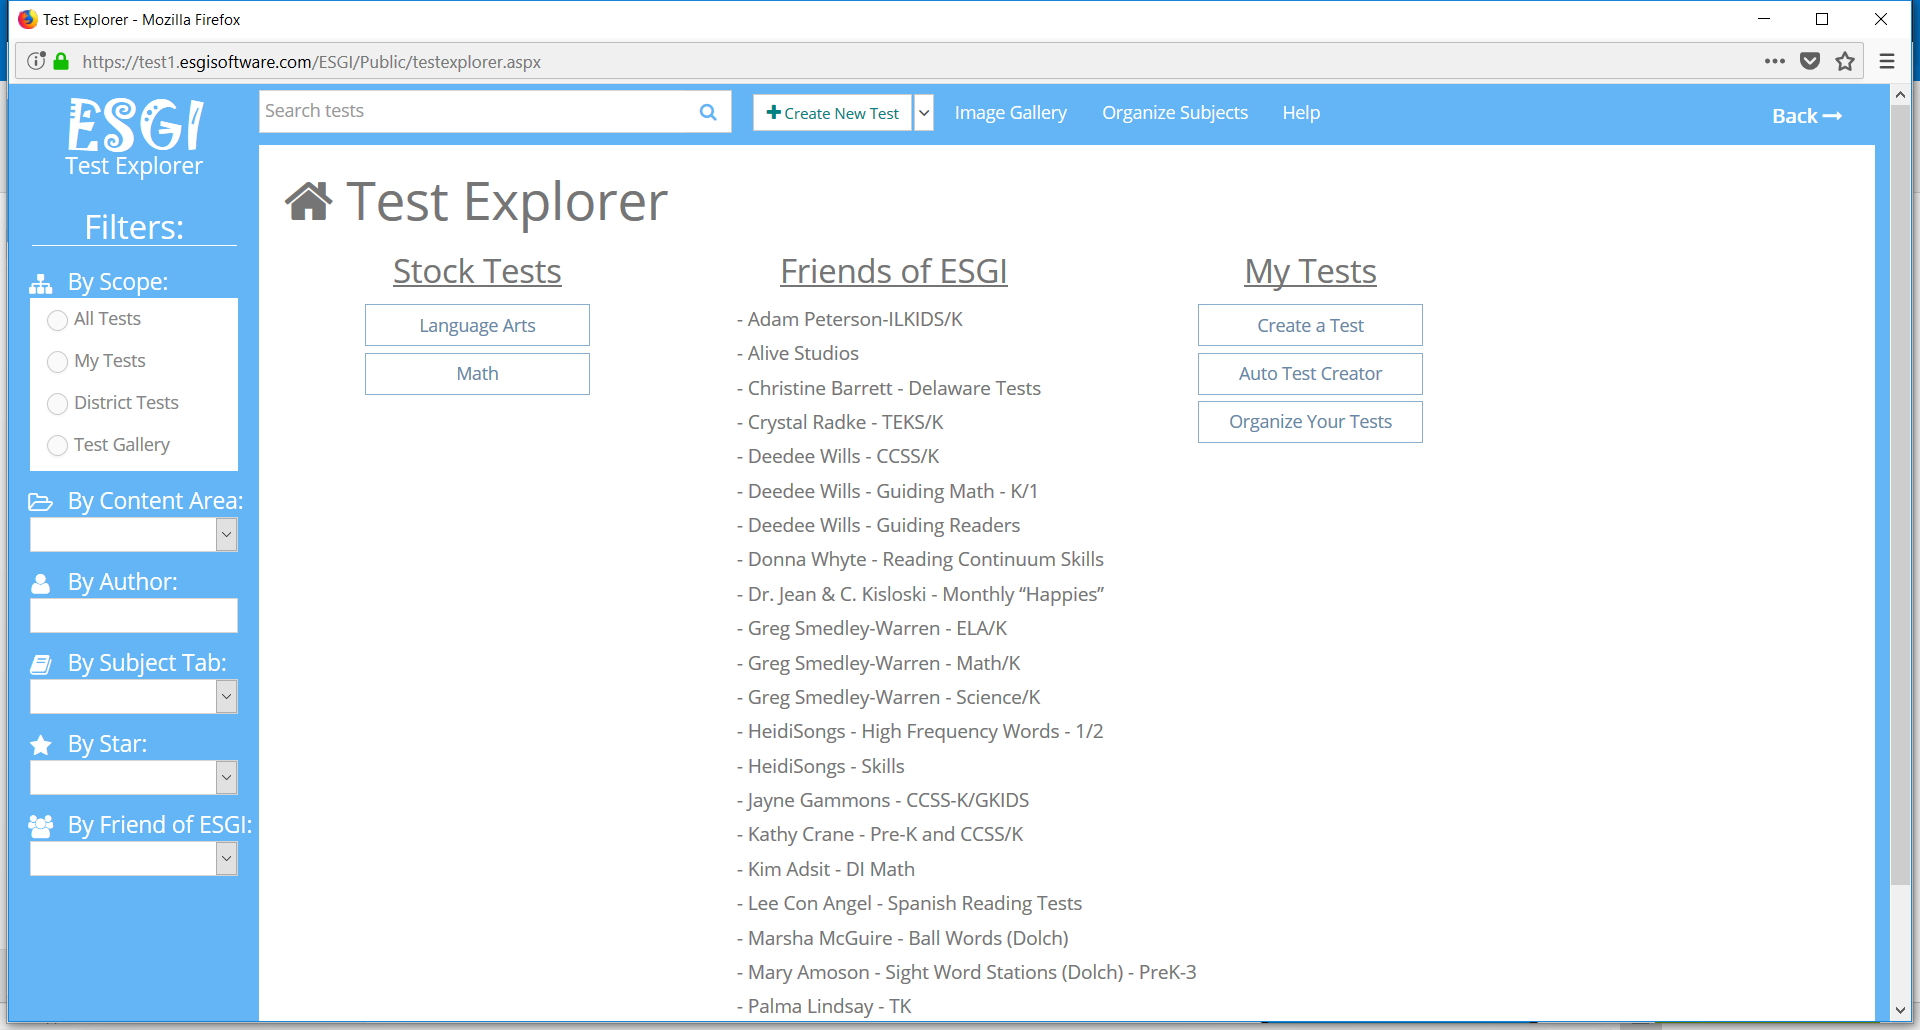 Test Explorer - Mozilla Firefox
https://test1.esgisoftware.com/ESGI/Public/testexplorer.aspx
ESGI
Test Explorer
Search tests
Create New Test
Image Gallery
Organize Subjects
Help
Back
Filters:
By Scope:
All Tests
My Tests
District Tests
Test Gallery
By Content Area:
By Author:
By Subject Tab:
By Star:
By Friend of ESGI:
Test Explorer
Stock Tests
Language Arts
Math
Friends of ESGI
- Adam Peterson-ILKIDS/K
- Alive Studios
- Christine Barrett - Delaware Tests
- Crystal Radke - TEKS/K
- Deedee Wills - CCSS/K
- Deedee Wills - Guiding Math - K/1
- Deedee Wills - Guiding Readers
- Donna Whyte - Reading Continuum Skills
- Dr. Jean & C. Kisloski - Monthly “Happies”
- Greg Smedley-Warren - ELA/K
- Greg Smedley-Warren - Math/K
- Greg Smedley-Warren - Science/K
- HeidiSongs - High Frequency Words - 1/2
- HeidiSongs - Skills
- Jayne Gammons - CCSS-K/GKIDS
- Kathy Crane - Pre-K and CCSS/K
- Kim Adsit - DI Math
- Lee Con Angel - Spanish Reading Tests
- Marsha McGuire - Ball Words (Dolch)
- Mary Amoson - Sight Word Stations (Dolch) - PreK-3
- Palma Lindsay - TK
My Tests
Create a Test
Auto Test Creator
Organize Your Tests